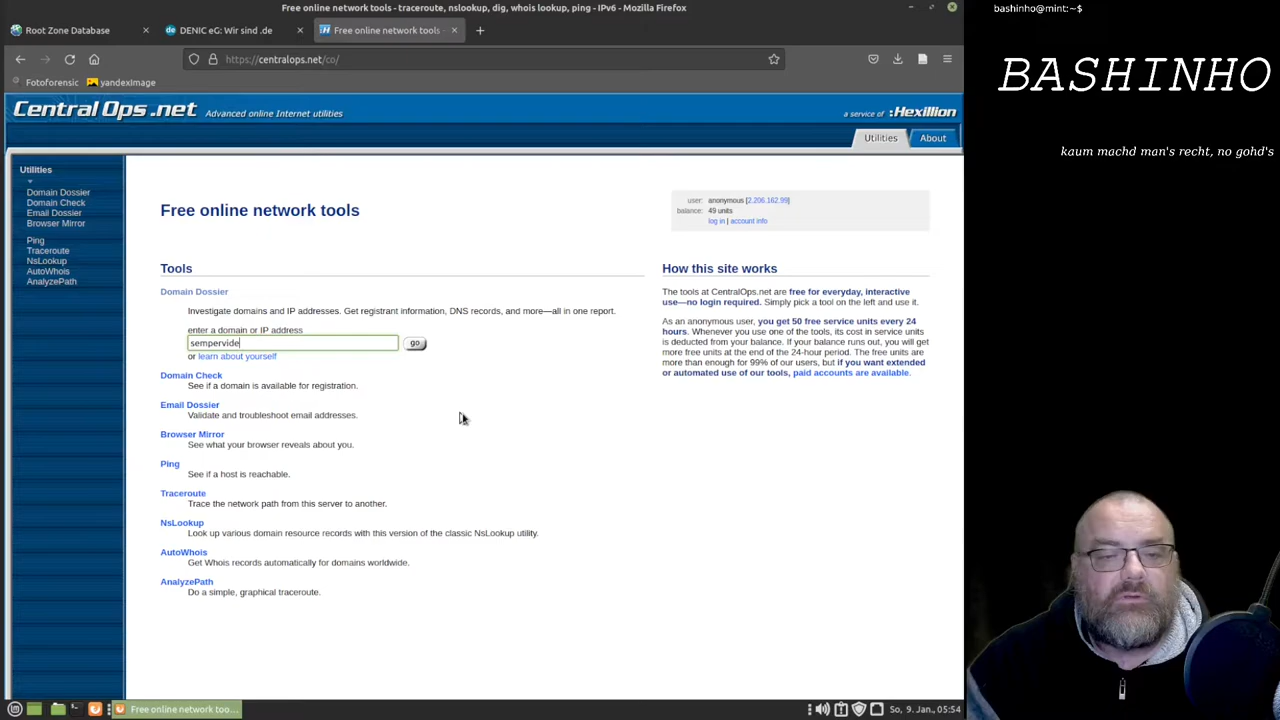 Free online network tools - traceroute, nslookup, dig, whois lookup, ping - IPv6 - Mozilla Firefox
Root Zone Database
DENIC eG: Wir sind .de
Free online network tools -
https://centralops.net/co/
Fotoforensic
yandexImage
CentralOps.net Advanced online Internet utilities
a service of :Hexillion
Utilities
About
Utilities
Domain Dossier
Domain Check
Email Dossier
Browser Mirror
Ping
Traceroute
NsLookup
AutoWhois
AnalyzePath
Free online network tools
user: anonymous [2.206.162.99]
balance: 49 units
log in | account info
Tools
Domain Dossier
Investigate domains and IP addresses. Get registrant information, DNS records, and more—all in one report.
enter a domain or IP address
sempervide
go
or learn about yourself
Domain Check
See if a domain is available for registration.
Email Dossier
Validate and troubleshoot email addresses.
Browser Mirror
See what your browser reveals about you.
Ping
See if a host is reachable.
Traceroute
Trace the network path from this server to another.
NsLookup
Look up various domain resource records with this version of the classic NsLookup utility.
AutoWhois
Get Whois records automatically for domains worldwide.
AnalyzePath
Do a simple, graphical traceroute.
How this site works
The tools at CentralOps.net are free for everyday, interactive
use—no login required. Simply pick a tool on the left and use it.
As an anonymous user, you get 50 free service units every 24
hours. Whenever you use one of the tools, its cost in service units
is deducted from your balance. If your balance runs out, you will get
more free units at the end of the 24-hour period. The free units are
more than enough for 99% of our users, but if you want extended
or automated use of our tools, paid accounts are available.
Free online network too...
So, 9. Jan., 05:54
bashinho@mint:~$
BASHINHO
kaum machd man's recht, no gohd's